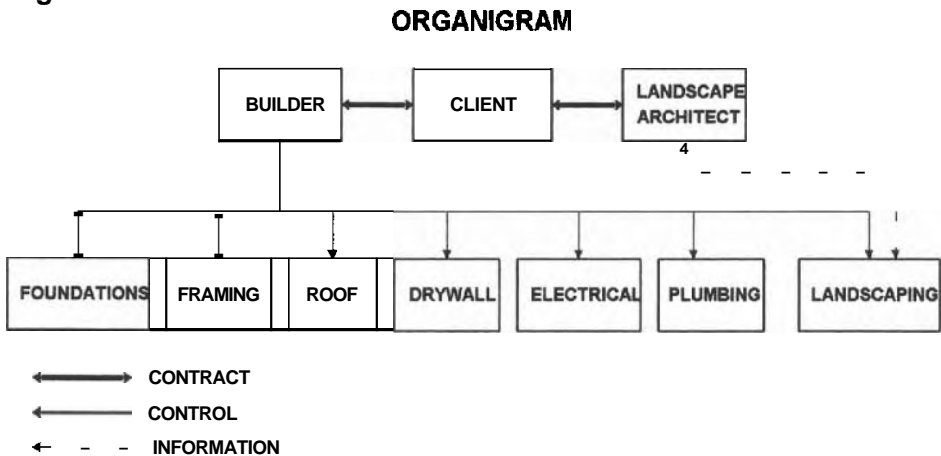 ORGANIGRAM
BUILDER
CLIENT
LANDSCAPE
ARCHITECT
4
FOUNDATIONS
FRAMING
ROOF
DRYWALL
ELECTRICAL
PLUMBING
LANDSCAPING
CONTRACT
CONTROL
INFORMATION